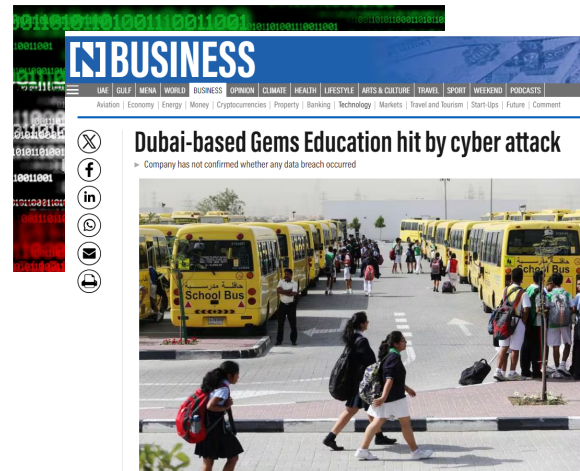 [N] BUSINESS
UAE | GULF | MENA | WORLD | BUSINESS | OPINION | CLIMATE | HEALTH | LIFESTYLE | ARTS & CULTURE | TRAVEL | SPORT | WEEKEND | PODCASTS
Aviation | Economy | Energy | Money | Cryptocurrencies | Property | Banking | Technology | Markets | Travel and Tourism | Start-Ups | Future | Comment
Dubai-based Gems Education hit by cyber attack
Company has not confirmed whether any data breach occurred
حافلة مدرسية
School Bus
School Bus